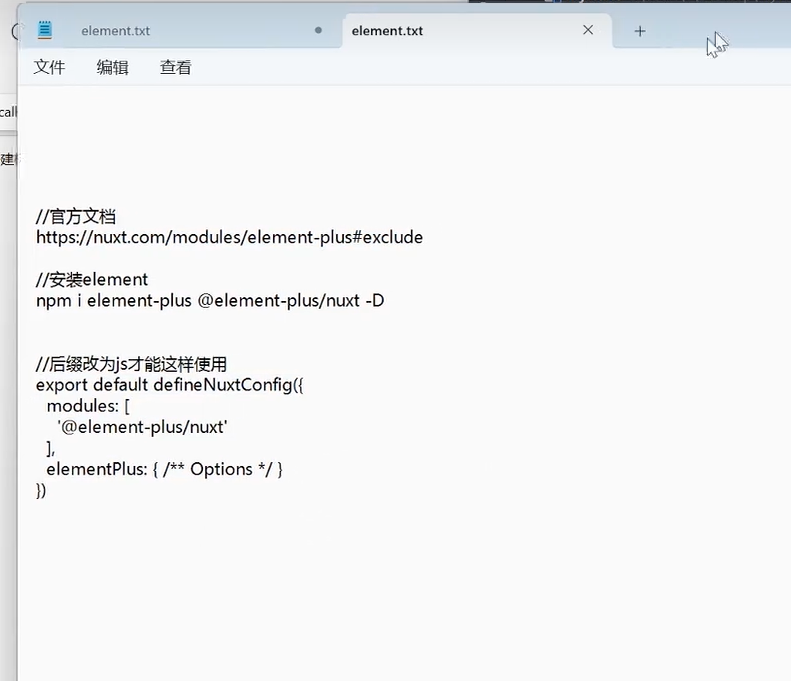 element.txt
element.txt
文件 编辑 查看
//官方文档
https://nuxt.com/modules/element-plus#exclude
//安装element
npm i element-plus @element-plus/nuxt -D
//后缀改为js才能这样使用
export default defineNuxtConfig({
  modules: [
    '@element-plus/nuxt'
  ],
  elementPlus: { /** Options */ }
})